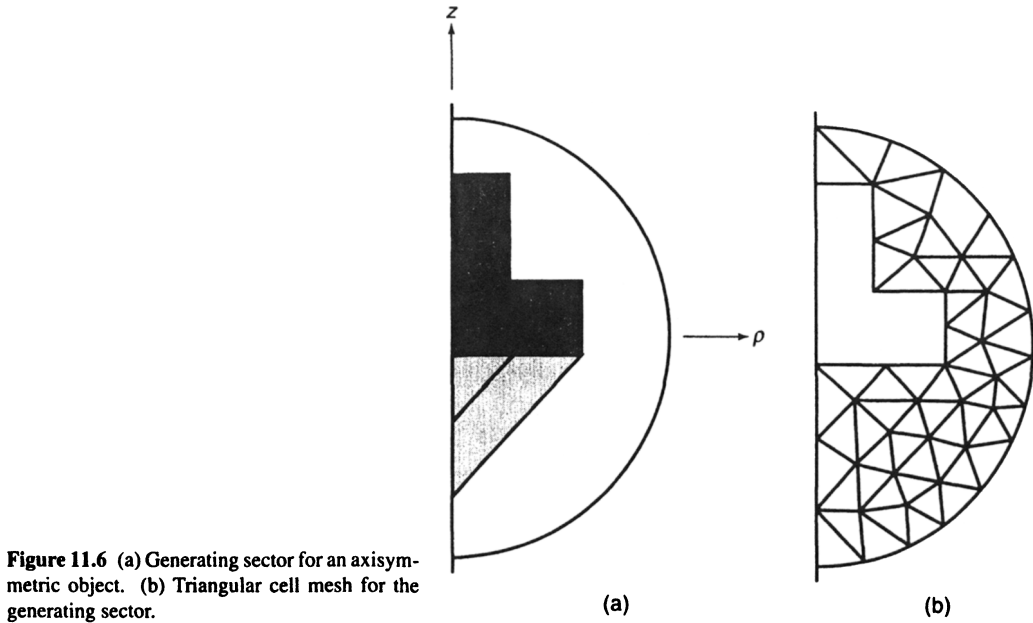 z
ρ
Figure 11.6 (a) Generating sector for an axisym-
metric object. (b) Triangular cell mesh for the
generating sector.
(a)
(b)